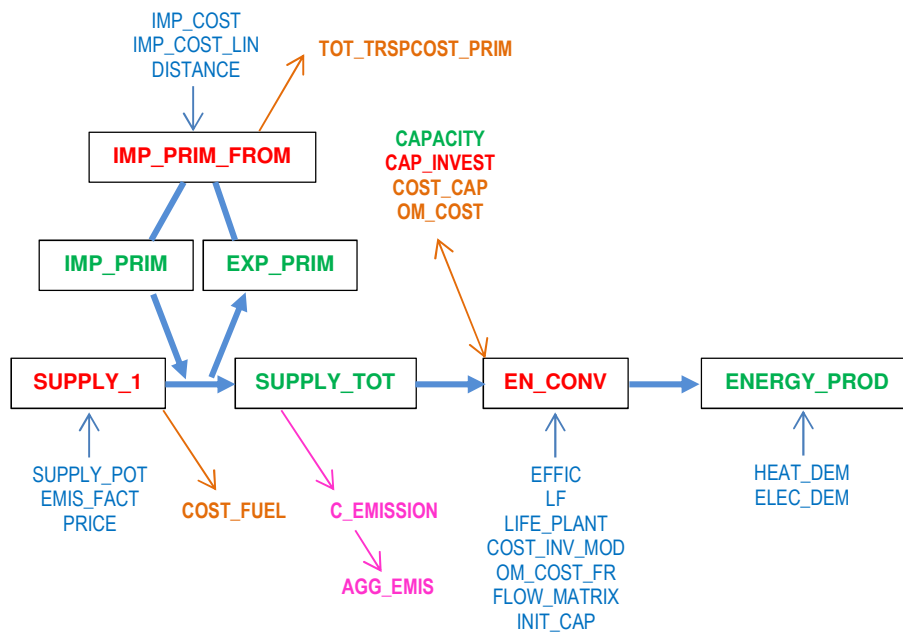 IMP_COST
IMP_COST_LIN
DISTANCE
TOT_TRSPCOST_PRIM
IMP_PRIM_FROM
CAPACITY
CAP_INVEST
COST_CAP
OM_COST
IMP_PRIM
EXP_PRIM
SUPPLY_1
SUPPLY_TOT
EN_CONV
ENERGY_PROD
SUPPLY_POT
EMIS_FACT
PRICE
COST_FUEL
C_EMISSION
AGG_EMIS
EFFIC
LF
LIFE_PLANT
COST_INV_MOD
OM_COST_FR
FLOW_MATRIX
INIT_CAP
HEAT_DEM
ELEC_DEM